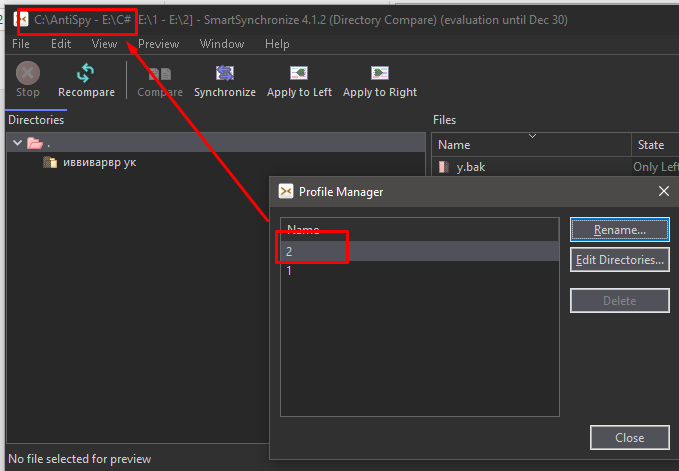 2
C:\AntiSpy - E:\C# [E:\1 - E:\2] - SmartSynchronize 4.1.2 (Directory Compare) (evaluation until Dec 30)
File Edit View Preview Window Help
Stop Recompare Compare Synchronize Apply to Left Apply to Right
Directories Files
. Name State
иввиварвр ук y.bak Only Left
Profile Manager
Name Rename...
2 Edit Directories...
1
Delete
Close
No file selected for preview